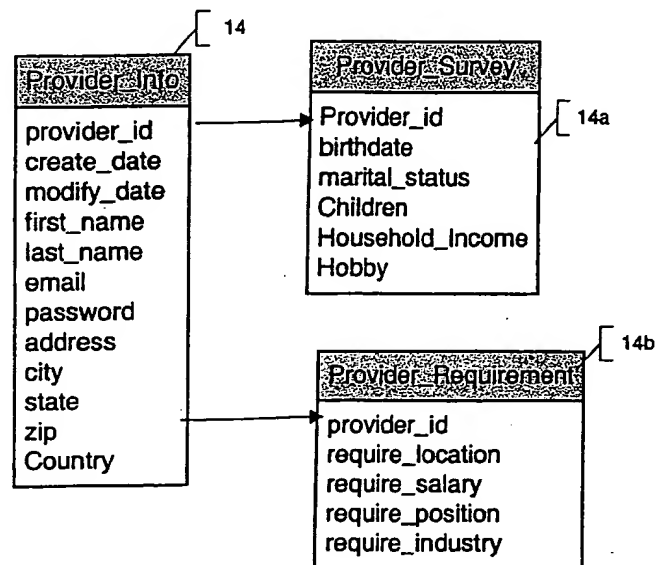 14
Provider_Info
provider_id
create_date
modify_date
first_name
last_name
email
password
address
city
state
zip
Country
Provider_Survey
14a
Provider_id
birthdate
marital_status
Children
Household_Income
Hobby
14b
Provider_Requirement
provider_id
require_location
require_salary
require_position
require_industry